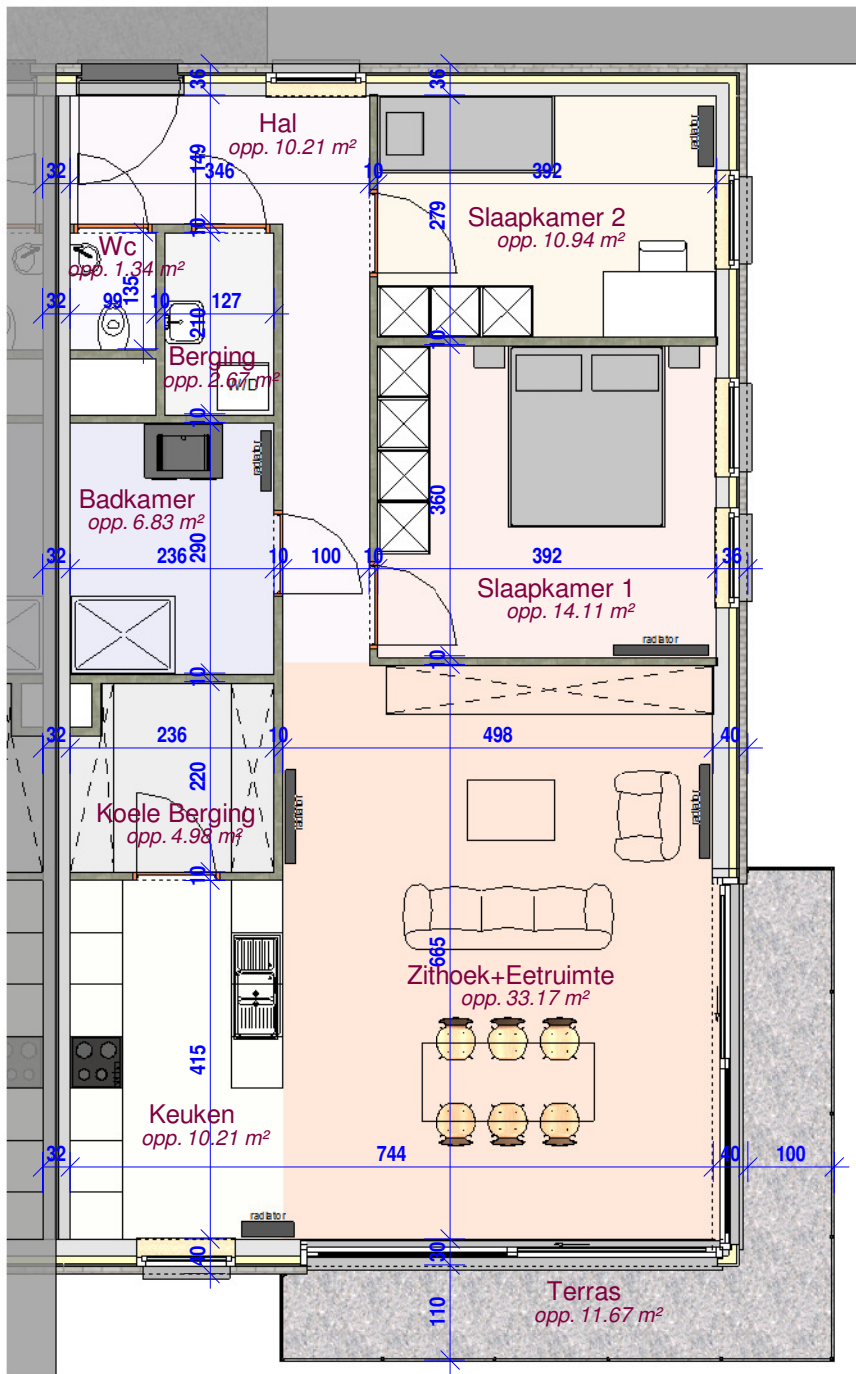 36
36
Hal
opp. 10.21 m²
radiator
149
32
346
10
392
279
Slaapkamer 2
opp. 10.94 m²
10
Wc
opp. 1.34 m²
135
32
99
10
127
210
10
Berging
opp. 2.67 m²
W/D
10
radiator
Badkamer
opp. 6.83 m²
360
290
32
236
10
100
10
392
36
Slaapkamer 1
opp. 14.11 m²
radiator
10
10
32
236
10
498
40
220
radiator
radiator
Koele Berging
opp. 4.98 m²
10
665
Zithoek+Eetruimte
opp. 33.17 m²
415
Keuken
opp. 10.21 m²
32
744
40
100
radiator
40
30
110
Terras
opp. 11.67 m²